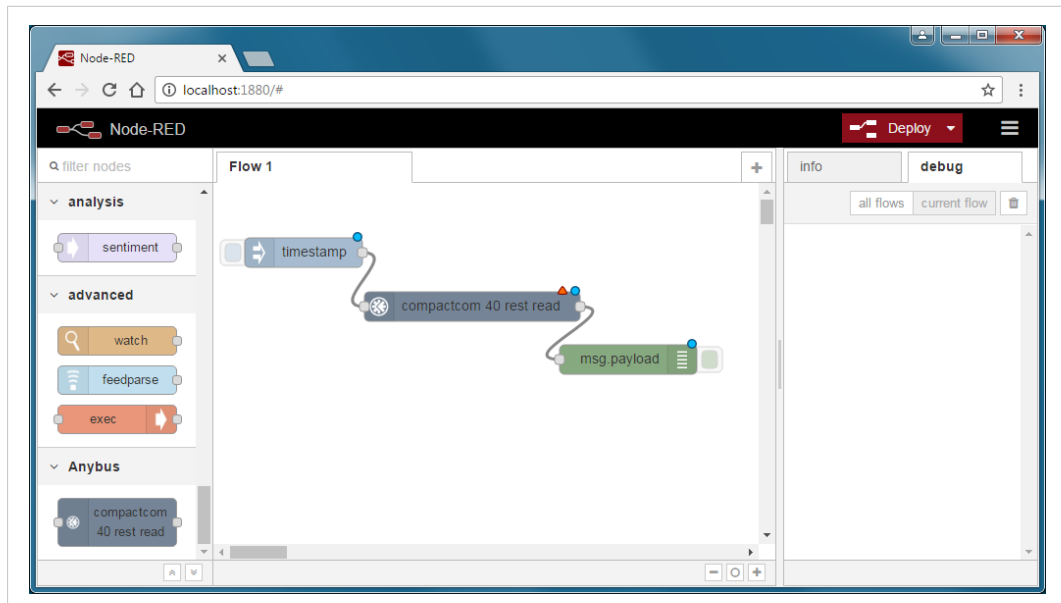 Node-RED
localhost:1880/#
Node-RED
Deploy
filter nodes
Flow 1
info
debug
all flows
current flow
analysis
sentiment
timestamp
advanced
compactcom 40 rest read
watch
msg.payload
feedparse
exec
Anybus
compactcom
40 rest read